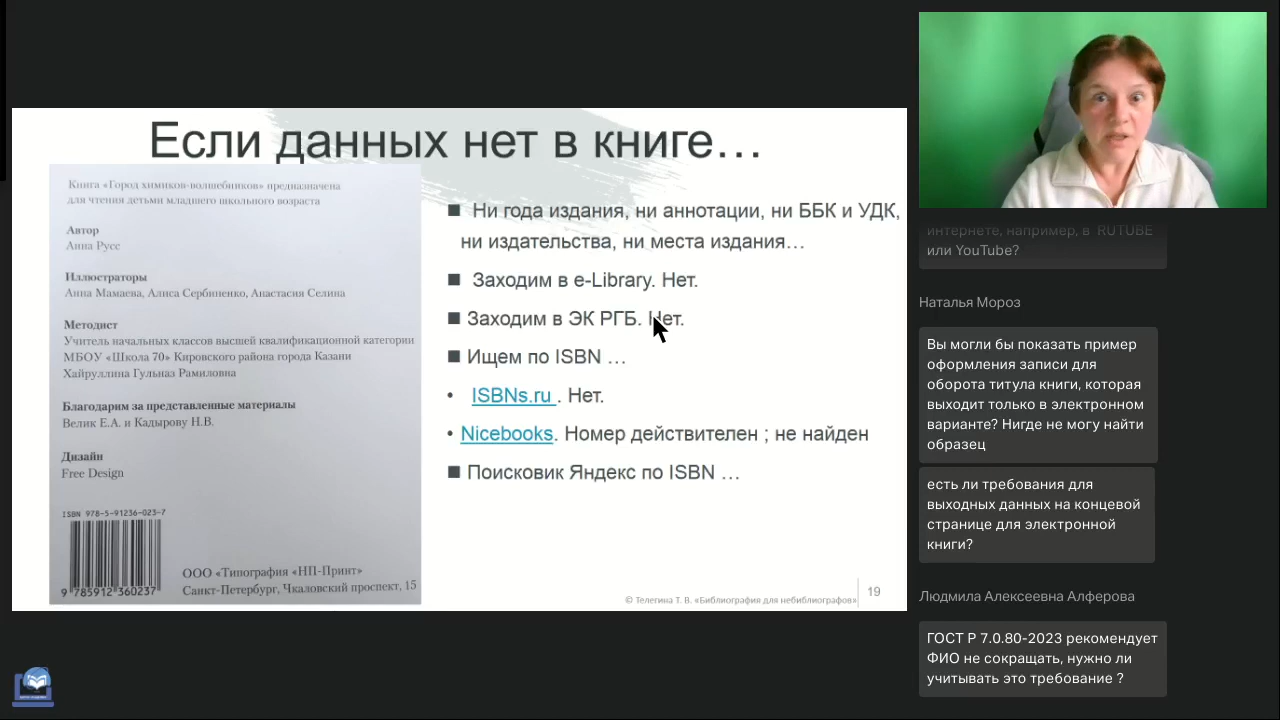 Если данных нет в книге…
Книга «Город химиков-волшебников» предназначена
для чтения детьми младшего школьного возраста
Автор
Анна Русс
Иллюстраторы
Анна Мамаева, Алиса Сербиненко, Анастасия Селина
Методист
Учитель начальных классов высшей квалификационной категории
МБОУ «Школа 70» Кировского района города Казани
Хайруллина Гульназ Рамиловна
Благодарим за представленные материалы
Велик Е.А. и Кадырову Н.В.
Дизайн
Free Design
ISBN 978-5-91236-023-7
9 785912 360237
ООО «Типография «НП-Принт»
Санкт-Петербург, Чкаловский проспект, 15
■ Ни года издания, ни аннотации, ни ББК и УДК,
ни издательства, ни места издания…
■ Заходим в e-Library. Нет.
■ Заходим в ЭК РГБ. Нет.
■ Ищем по ISBN …
• ISBNs.ru . Нет.
• Nicebooks. Номер действителен ; не найден
■ Поисковик Яндекс по ISBN …
© Телегина Т. В. «Библиография для небиблиографов»
19
интернете, например, в RUTUBE
или YouTube?
Наталья Мороз
Вы могли бы показать пример
оформления записи для
оборота титула книги, которая
выходит только в электронном
варианте? Нигде не могу найти
образец
есть ли требования для
выходных данных на концевой
странице для электронной
книги?
Людмила Алексеевна Алферова
ГОСТ Р 7.0.80-2023 рекомендует
ФИО не сокращать, нужно ли
учитывать это требование ?